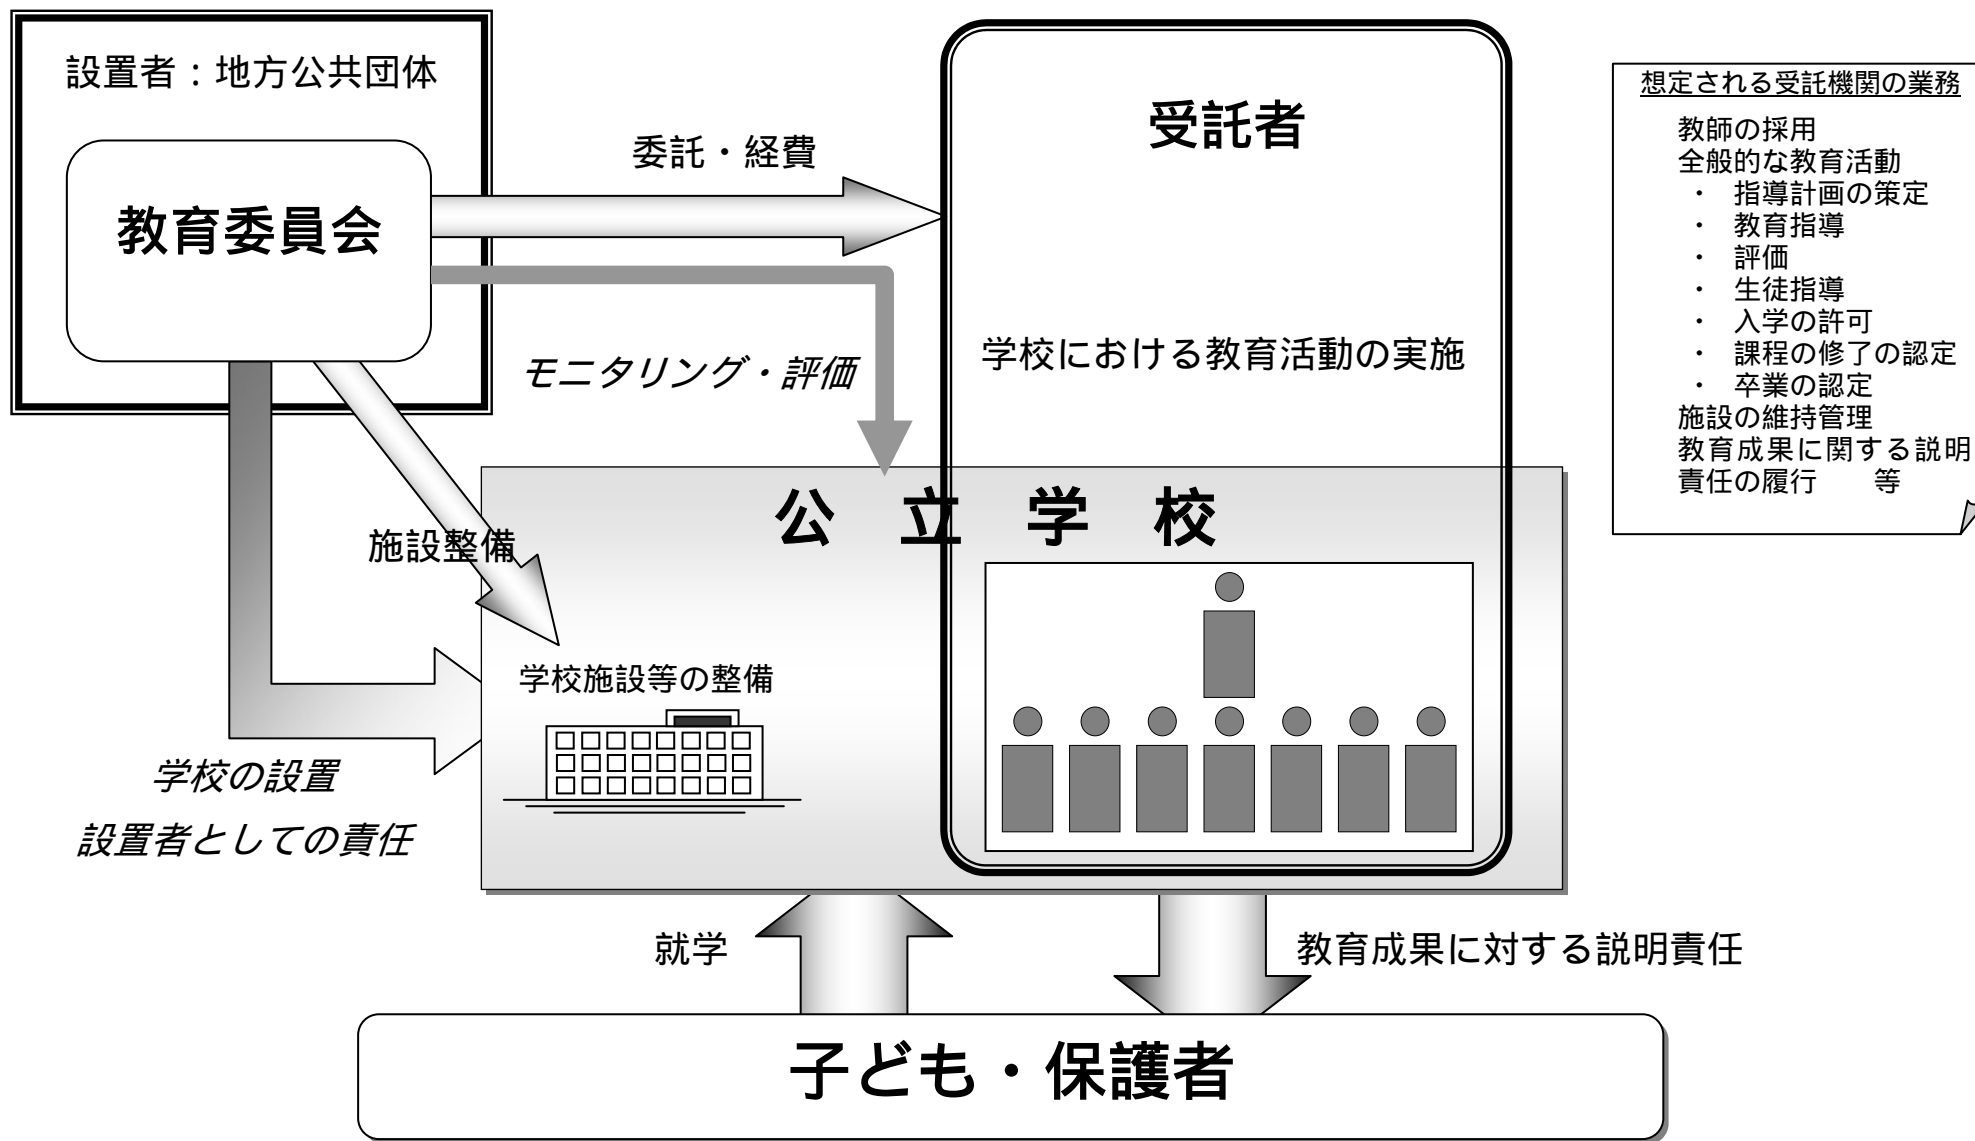 設置者：地方公共団体
教育委員会
委託・経費
モニタリング・評価
受託者
学校における教育活動の実施
想定される受託機関の業務
教師の採用
全般的な教育活動
・ 指導計画の策定
・ 教育指導
・ 評価
・ 生徒指導
・ 入学の許可
・ 課程の修了の認定
・ 卒業の認定
施設の維持管理
教育成果に関する説明
責任の履行　　等
公 立 学 校
施設整備
学校施設等の整備
学校の設置
設置者としての責任
就学
教育成果に対する説明責任
子ども・保護者